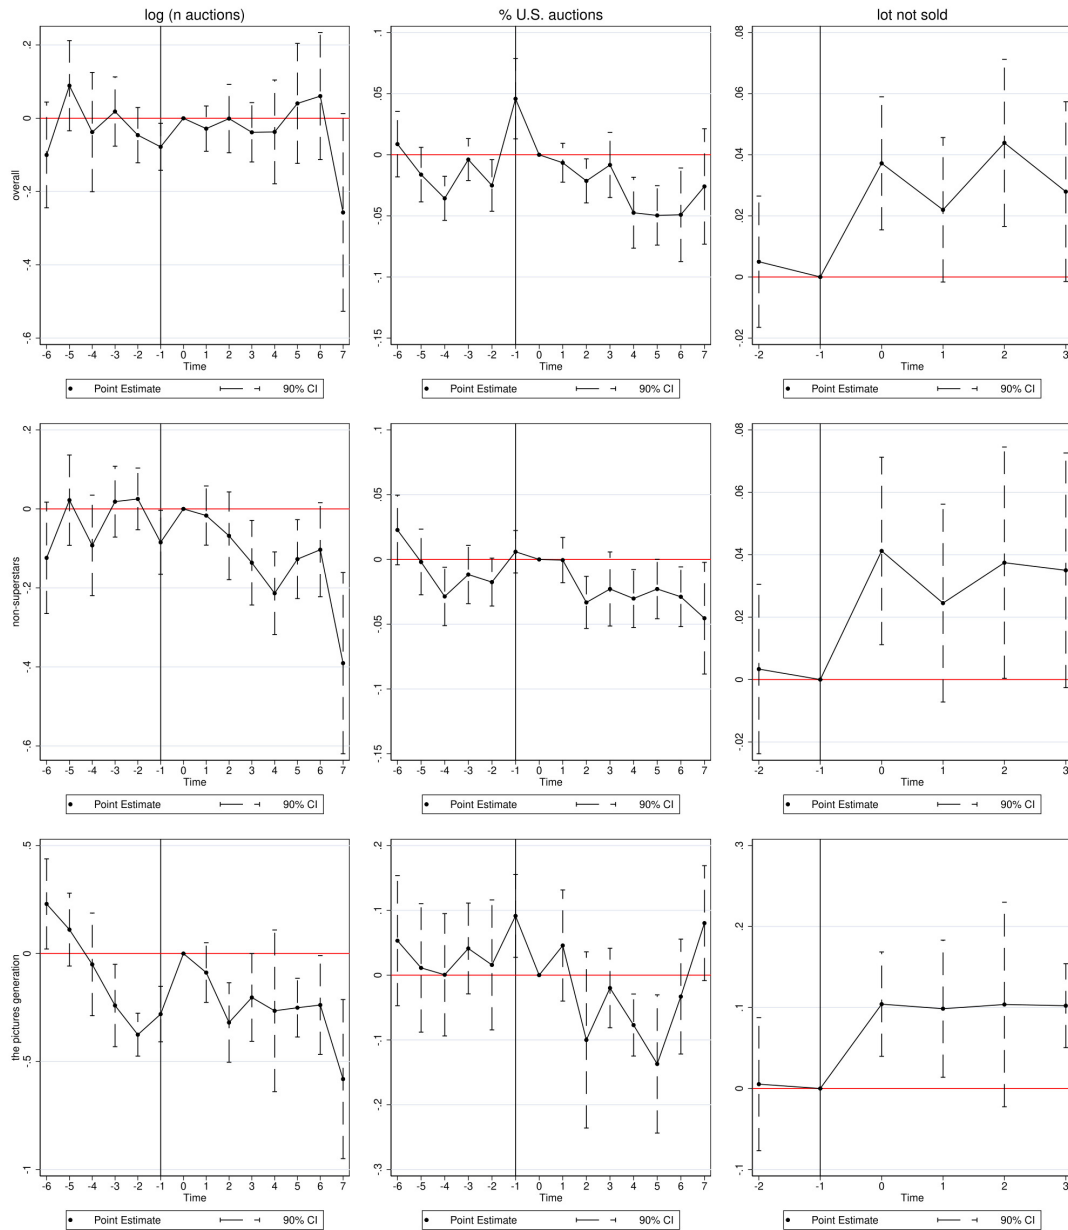 log (n auctions)
% U.S. auctions
lot not sold
overall
.2
0
-.2
-.4
-.6
-6 -5 -4 -3 -2 -1 0 1 2 3 4 5 6 7
Time
Point Estimate 90% CI
.1
.05
0
-.05
-.1
-.15
-6 -5 -4 -3 -2 -1 0 1 2 3 4 5 6 7
Time
Point Estimate 90% CI
.08
.06
.04
.02
0
-.02
-2 -1 0 1 2 3
Time
Point Estimate 90% CI
non-superstars
.2
0
-.2
-.4
-.6
-6 -5 -4 -3 -2 -1 0 1 2 3 4 5 6 7
Time
Point Estimate 90% CI
.1
.05
0
-.05
-.1
-.15
-6 -5 -4 -3 -2 -1 0 1 2 3 4 5 6 7
Time
Point Estimate 90% CI
.08
.06
.04
.02
0
-.02
-2 -1 0 1 2 3
Time
Point Estimate 90% CI
the pictures generation
.5
0
-.5
-1
-6 -5 -4 -3 -2 -1 0 1 2 3 4 5 6 7
Time
Point Estimate 90% CI
.2
.1
0
-.1
-.2
-.3
-6 -5 -4 -3 -2 -1 0 1 2 3 4 5 6 7
Time
Point Estimate 90% CI
.3
.2
.1
0
-.1
-2 -1 0 1 2 3
Time
Point Estimate 90% CI